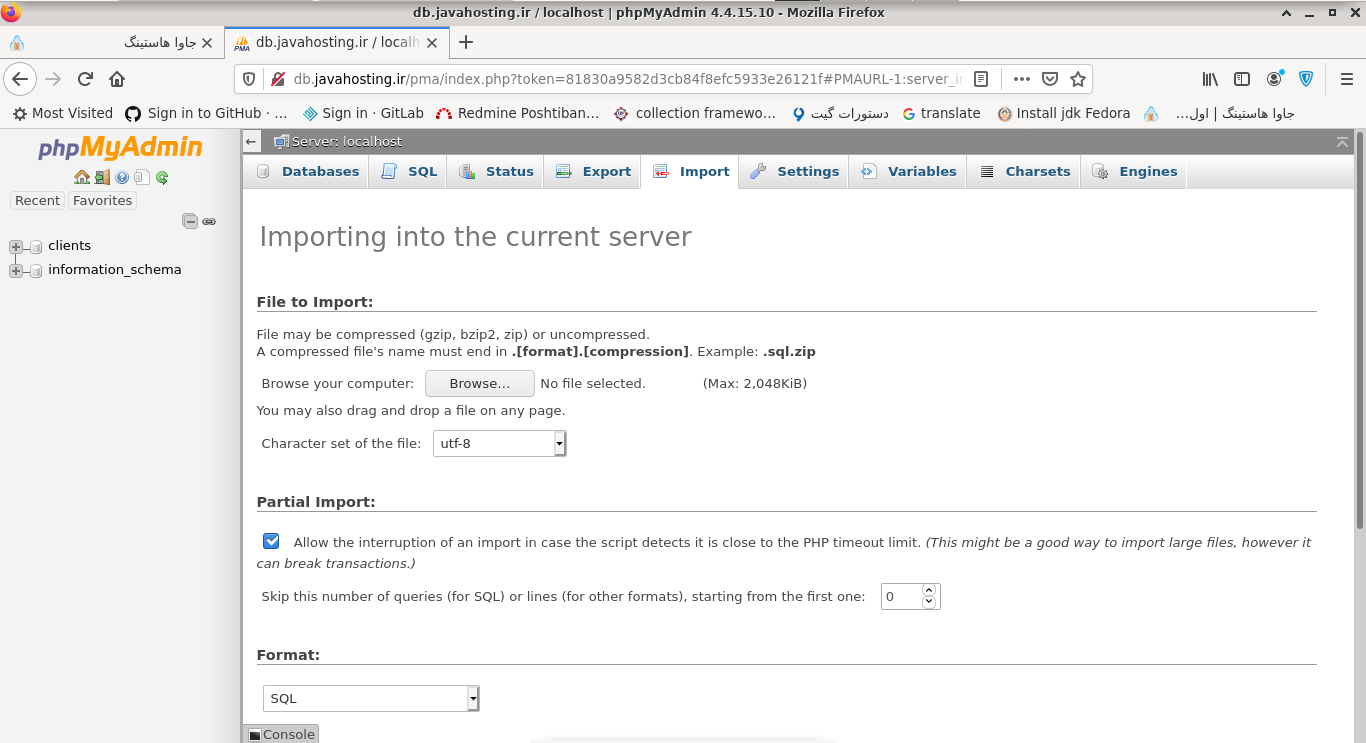 db.javahosting.ir / localhost | phpMyAdmin 4.4.15.10 - Mozilla Firefox
جاوا هاستینگ
db.javahosting.ir / localh
db.javahosting.ir/pma/index.php?token=81830a9582d3cb84f8efc5933e26121f#PMAURL-1:server_i
Most Visited
Sign in to GitHub · …
Sign in · GitLab
Redmine Poshtiban…
collection framewo…
دستورات گیت
translate
Install jdk Fedora
جاوا هاستینگ | اول…
phpMyAdmin
Recent
Favorites
clients
information_schema
Server: localhost
Databases
SQL
Status
Export
Import
Settings
Variables
Charsets
Engines
Importing into the current server
File to Import:
File may be compressed (gzip, bzip2, zip) or uncompressed.
A compressed file's name must end in .[format].[compression]. Example: .sql.zip
Browse your computer: Browse… No file selected. (Max: 2,048KiB)
You may also drag and drop a file on any page.
Character set of the file: utf-8
Partial Import:
Allow the interruption of an import in case the script detects it is close to the PHP timeout limit. (This might be a good way to import large files, however it
can break transactions.)
Skip this number of queries (for SQL) or lines (for other formats), starting from the first one: 0
Format:
SQL
Console